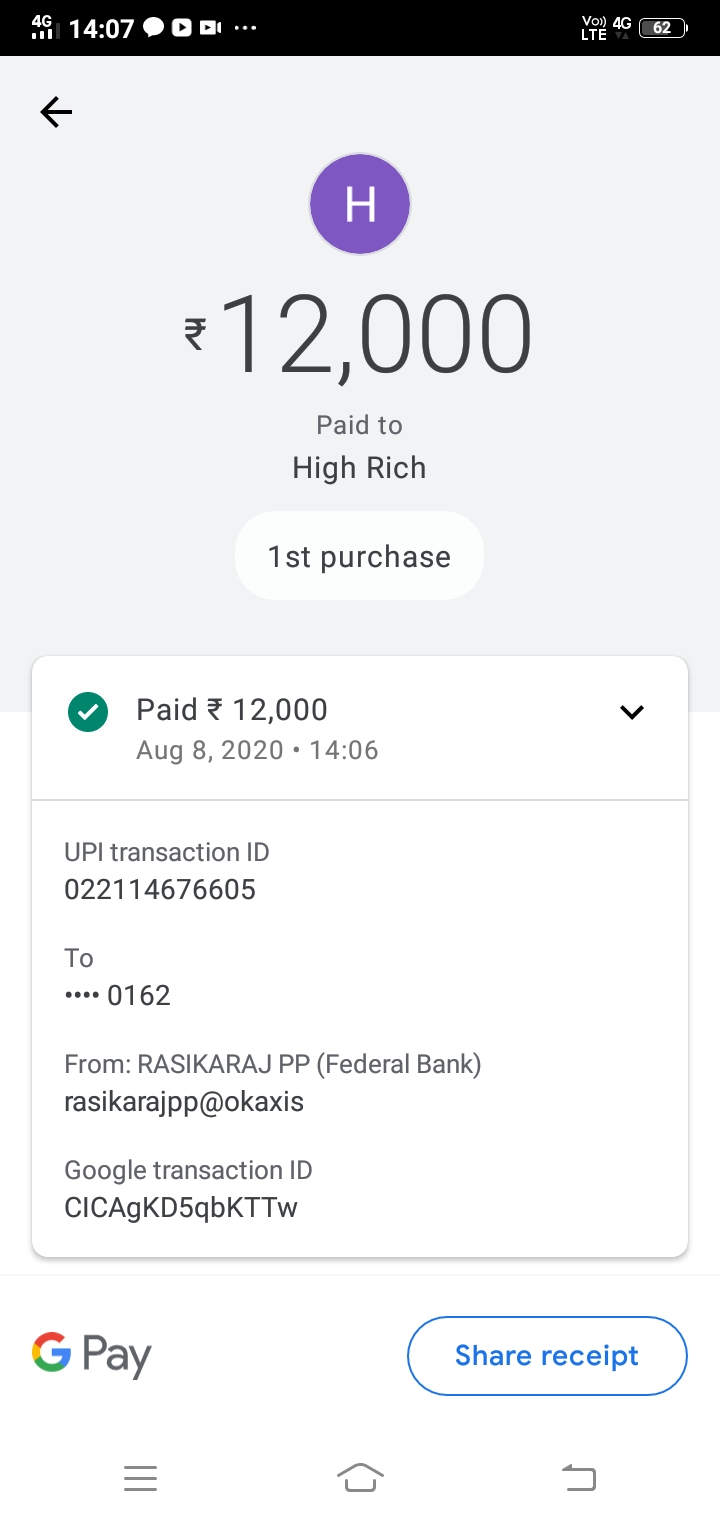 4G 14:07 ... Vo)) LTE 4G 62
H
₹12,000
Paid to
High Rich
1st purchase
Paid ₹ 12,000
Aug 8, 2020 • 14:06
UPI transaction ID
022114676605
To
•••• 0162
From: RASIKARAJ PP (Federal Bank)
rasikarajpp@okaxis
Google transaction ID
CICAgKD5qbKTTw
G Pay
Share receipt